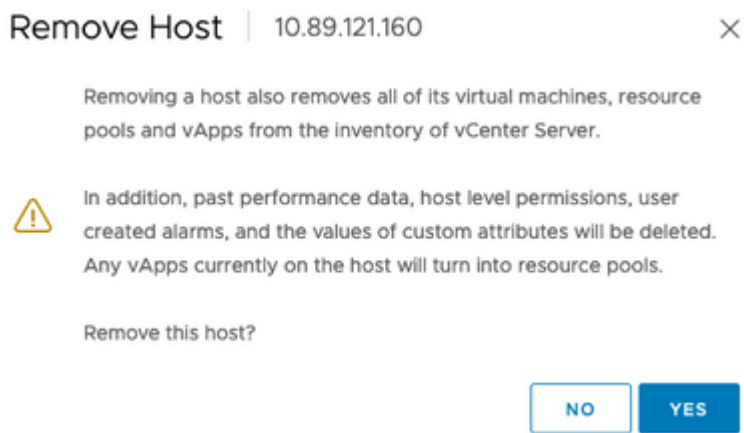 Remove Host 10.89.121.160
Removing a host also removes all of its virtual machines, resource
pools and vApps from the inventory of vCenter Server.
In addition, past performance data, host level permissions, user
created alarms, and the values of custom attributes will be deleted.
Any vApps currently on the host will turn into resource pools.
Remove this host?
NO YES